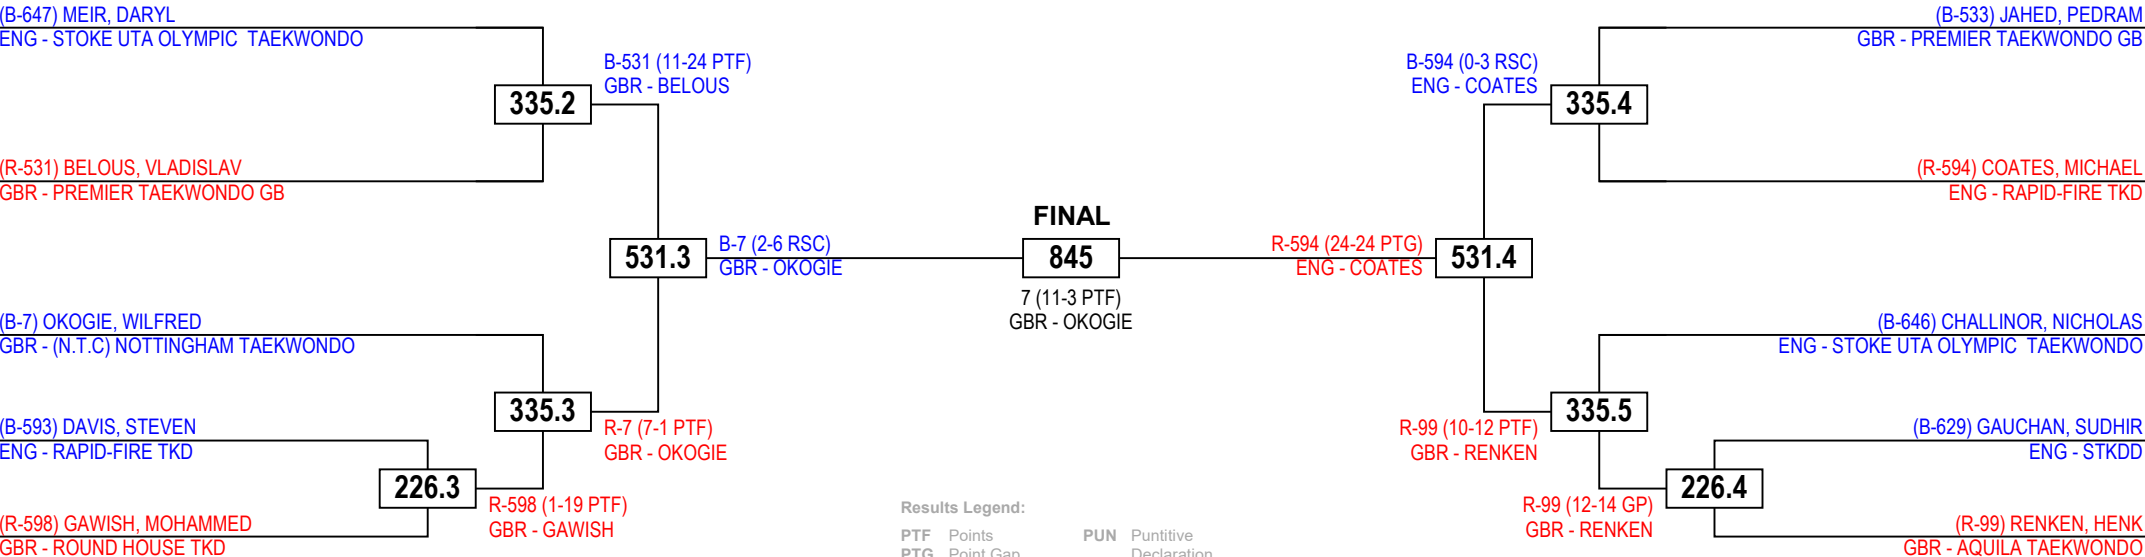 (B-647) MEIR, DARYL
ENG - STOKE UTA OLYMPIC  TAEKWONDO
B-531 (11-24 PTF)
GBR - BELOUS
335.2
(R-531) BELOUS, VLADISLAV
GBR - PREMIER TAEKWONDO GB
531.3
B-7 (2-6 RSC)
GBR - OKOGIE
(B-7) OKOGIE, WILFRED
GBR - (N.T.C) NOTTINGHAM TAEKWONDO
335.3
R-7 (7-1 PTF)
GBR - OKOGIE
(B-593) DAVIS, STEVEN
ENG - RAPID-FIRE TKD
226.3
R-598 (1-19 PTF)
GBR - GAWISH
(R-598) GAWISH, MOHAMMED
GBR - ROUND HOUSE TKD
FINAL
845
7 (11-3 PTF)
GBR - OKOGIE
(B-533) JAHED, PEDRAM
GBR - PREMIER TAEKWONDO GB
B-594 (0-3 RSC)
ENG - COATES
335.4
(R-594) COATES, MICHAEL
ENG - RAPID-FIRE TKD
R-594 (24-24 PTG)
ENG - COATES
531.4
(B-646) CHALLINOR, NICHOLAS
ENG - STOKE UTA OLYMPIC  TAEKWONDO
335.5
R-99 (10-12 PTF)
GBR - RENKEN
(B-629) GAUCHAN, SUDHIR
ENG - STKDD
226.4
R-99 (12-14 GP)
GBR - RENKEN
(R-99) RENKEN, HENK
GBR - AQUILA TAEKWONDO
Results Legend:
PTF Points
PUN Puntitive
PTG Point Gap
Declaration